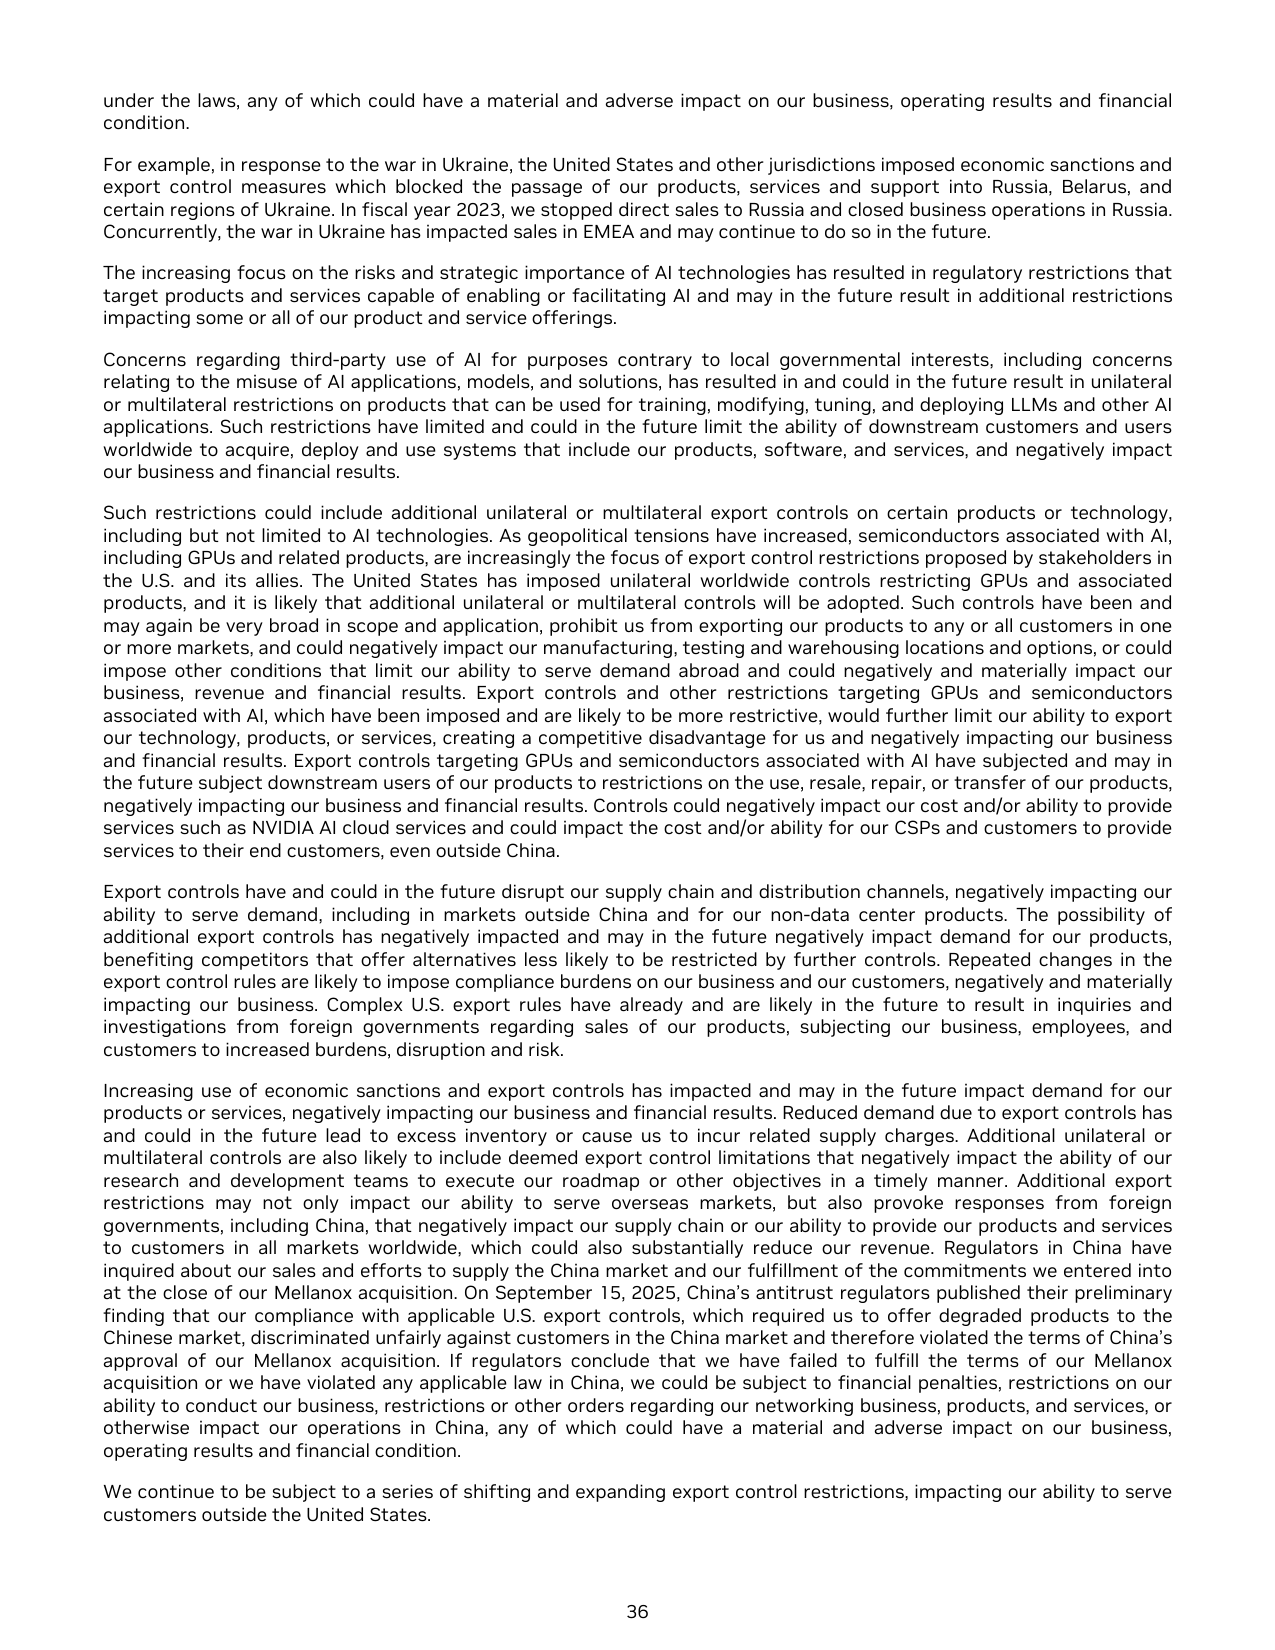 under the laws, any of which could have a material and adverse impact on our business, operating results and financial
condition.
For example, in response to the war in Ukraine, the United States and other jurisdictions imposed economic sanctions and
export control measures which blocked the passage of our products, services and support into Russia, Belarus, and
certain regions of Ukraine. In fiscal year 2023, we stopped direct sales to Russia and closed business operations in Russia.
Concurrently, the war in Ukraine has impacted sales in EMEA and may continue to do so in the future.
The increasing focus on the risks and strategic importance of AI technologies has resulted in regulatory restrictions that
target products and services capable of enabling or facilitating AI and may in the future result in additional restrictions
impacting some or all of our product and service offerings.
Concerns regarding third-party use of AI for purposes contrary to local governmental interests, including concerns
relating to the misuse of AI applications, models, and solutions, has resulted in and could in the future result in unilateral
or multilateral restrictions on products that can be used for training, modifying, tuning, and deploying LLMs and other AI
applications. Such restrictions have limited and could in the future limit the ability of downstream customers and users
worldwide to acquire, deploy and use systems that include our products, software, and services, and negatively impact
our business and financial results.
Such restrictions could include additional unilateral or multilateral export controls on certain products or technology,
including but not limited to AI technologies. As geopolitical tensions have increased, semiconductors associated with AI,
including GPUs and related products, are increasingly the focus of export control restrictions proposed by stakeholders in
the U.S. and its allies. The United States has imposed unilateral worldwide controls restricting GPUs and associated
products, and it is likely that additional unilateral or multilateral controls will be adopted. Such controls have been and
may again be very broad in scope and application, prohibit us from exporting our products to any or all customers in one
or more markets, and could negatively impact our manufacturing, testing and warehousing locations and options, or could
impose other conditions that limit our ability to serve demand abroad and could negatively and materially impact our
business, revenue and financial results. Export controls and other restrictions targeting GPUs and semiconductors
associated with AI, which have been imposed and are likely to be more restrictive, would further limit our ability to export
our technology, products, or services, creating a competitive disadvantage for us and negatively impacting our business
and financial results. Export controls targeting GPUs and semiconductors associated with AI have subjected and may in
the future subject downstream users of our products to restrictions on the use, resale, repair, or transfer of our products,
negatively impacting our business and financial results. Controls could negatively impact our cost and/or ability to provide
services such as NVIDIA AI cloud services and could impact the cost and/or ability for our CSPs and customers to provide
services to their end customers, even outside China.
Export controls have and could in the future disrupt our supply chain and distribution channels, negatively impacting our
ability to serve demand, including in markets outside China and for our non-data center products. The possibility of
additional export controls has negatively impacted and may in the future negatively impact demand for our products,
benefiting competitors that offer alternatives less likely to be restricted by further controls. Repeated changes in the
export control rules are likely to impose compliance burdens on our business and our customers, negatively and materially
impacting our business. Complex U.S. export rules have already and are likely in the future to result in inquiries and
investigations from foreign governments regarding sales of our products, subjecting our business, employees, and
customers to increased burdens, disruption and risk.
Increasing use of economic sanctions and export controls has impacted and may in the future impact demand for our
products or services, negatively impacting our business and financial results. Reduced demand due to export controls has
and could in the future lead to excess inventory or cause us to incur related supply charges. Additional unilateral or
multilateral controls are also likely to include deemed export control limitations that negatively impact the ability of our
research and development teams to execute our roadmap or other objectives in a timely manner. Additional export
restrictions may not only impact our ability to serve overseas markets, but also provoke responses from foreign
governments, including China, that negatively impact our supply chain or our ability to provide our products and services
to customers in all markets worldwide, which could also substantially reduce our revenue. Regulators in China have
inquired about our sales and efforts to supply the China market and our fulfillment of the commitments we entered into
at the close of our Mellanox acquisition. On September 15, 2025, China’s antitrust regulators published their preliminary
finding that our compliance with applicable U.S. export controls, which required us to offer degraded products to the
Chinese market, discriminated unfairly against customers in the China market and therefore violated the terms of China’s
approval of our Mellanox acquisition. If regulators conclude that we have failed to fulfill the terms of our Mellanox
acquisition or we have violated any applicable law in China, we could be subject to financial penalties, restrictions on our
ability to conduct our business, restrictions or other orders regarding our networking business, products, and services, or
otherwise impact our operations in China, any of which could have a material and adverse impact on our business,
operating results and financial condition.
We continue to be subject to a series of shifting and expanding export control restrictions, impacting our ability to serve
customers outside the United States.
36